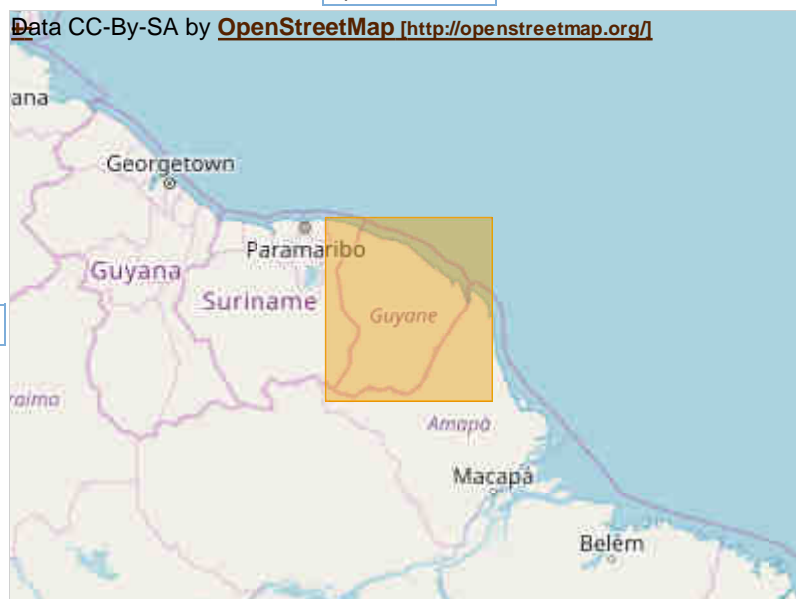 Data CC-By-SA by OpenStreetMap [http://openstreetmap.org/]
ana
Georgetown
Paramaribo
Guyana
Suriname
Guyane
raima
Amapá
Macapá
Belém